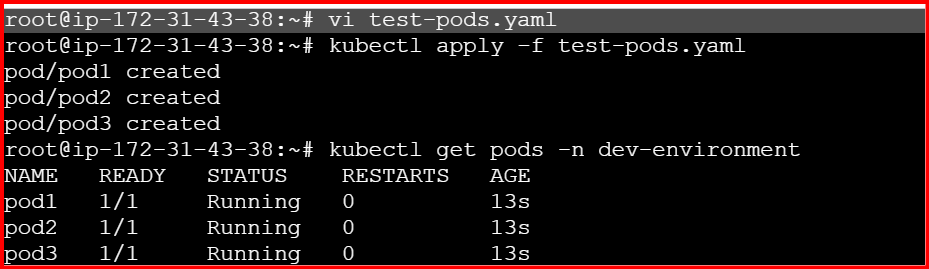 root@ip-172-31-43-38:~# vi test-pods.yaml
root@ip-172-31-43-38:~# kubectl apply -f test-pods.yaml
pod/pod1 created
pod/pod2 created
pod/pod3 created
root@ip-172-31-43-38:~# kubectl get pods -n dev-environment
NAME   READY   STATUS    RESTARTS   AGE
pod1   1/1     Running   0          13s
pod2   1/1     Running   0          13s
pod3   1/1     Running   0          13s